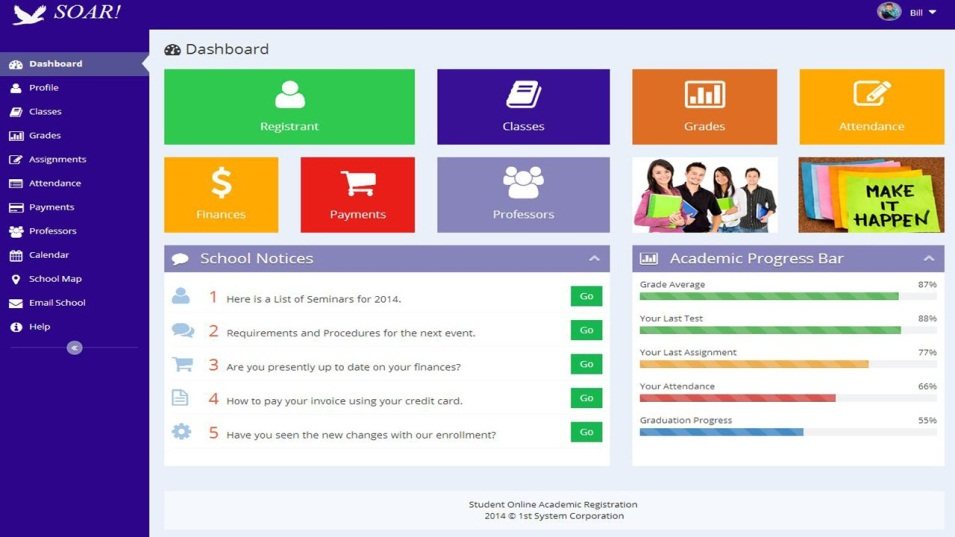 SOAR!
Bill
Dashboard
Profile
Classes
Grades
Assignments
Attendance
Payments
Professors
Calendar
School Map
Email School
Help
Dashboard
Registrant
Classes
Grades
Attendance
Finances
Payments
Professors
MAKE
IT
HAPPEN
School Notices
1 Here is a List of Seminars for 2014. Go
2 Requirements and Procedures for the next event. Go
3 Are you presently up to date on your finances? Go
4 How to pay your invoice using your credit card. Go
5 Have you seen the new changes with our enrollment? Go
Academic Progress Bar
Grade Average 87%
Your Last Test 88%
Your Last Assignment 77%
Your Attendance 66%
Graduation Progress 55%
Student Online Academic Registration
2014 © 1st System Corporation